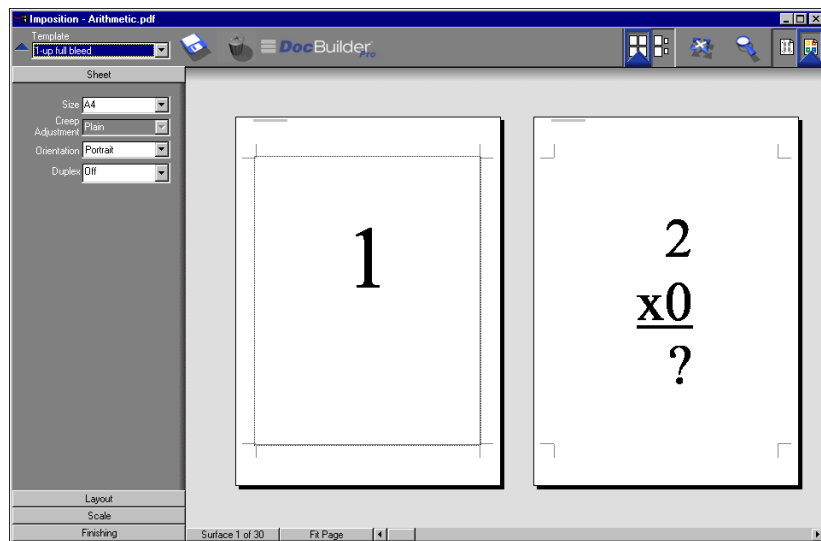 Imposition - Arithmetic.pdf
Template
1-up full bleed
DocBuilder Pro
Sheet
Size A4
Creep Adjustment Plain
Orientation Portrait
Duplex Off
1
2
x0
?
Layout
Scale
Finishing
Surface 1 of 30
Fit Page